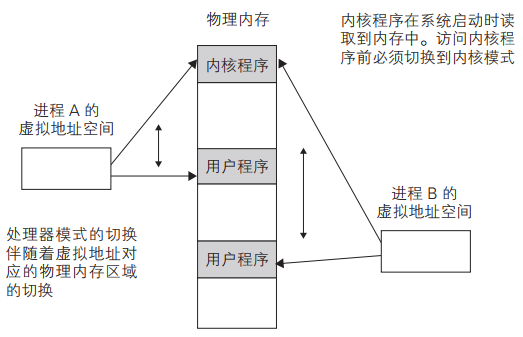 物理内存
内核程序在系统启动时读
取到内存中。访问内核程
序前必须切换到内核模式
内核程序
进程 A 的
虚拟地址空间
用户程序
进程 B 的
虚拟地址空间
处理器模式的切换
伴随着虚拟地址对
应的物理内存区域
的切换
用户程序